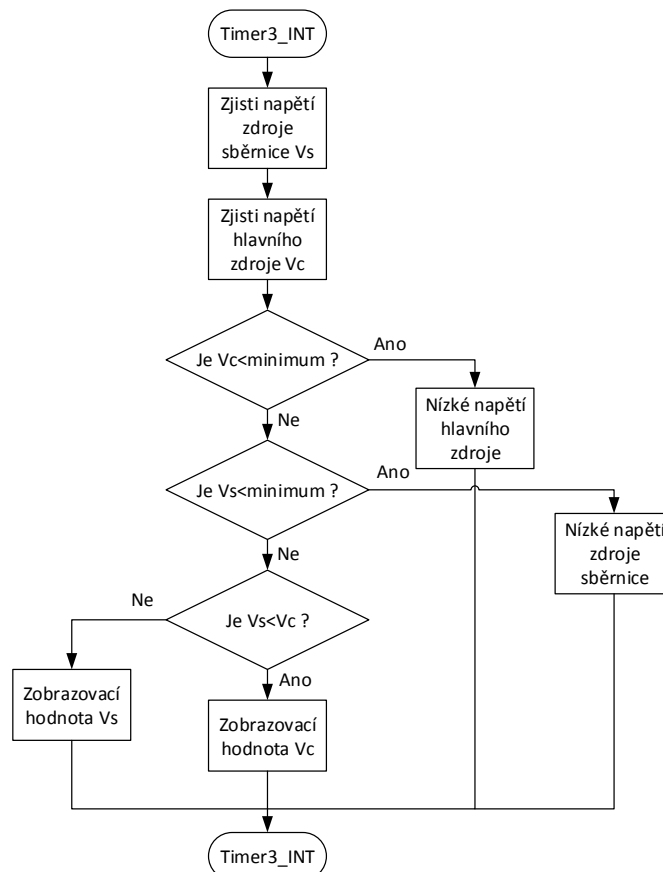 Timer3_INT
Zjisti napětí
zdroje
sběrnice Vs
Zjisti napětí
hlavního
zdroje Vc
Je Vc<minimum ?
Ano
Ne
Nízké napětí
hlavního
zdroje
Je Vs<minimum ?
Ano
Ne
Nízké napětí
zdroje
sběrnice
Je Vs<Vc ?
Ne
Ano
Zobrazovací
hodnota Vs
Zobrazovací
hodnota Vc
Timer3_INT